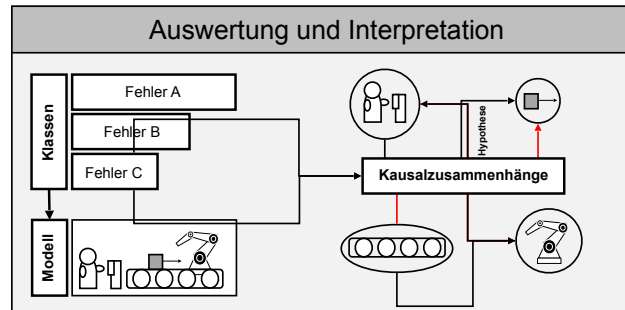 Auswertung und Interpretation
Klassen
Fehler A
Fehler B
Fehler C
Modell
Hypothese
Kausalzusammenhänge